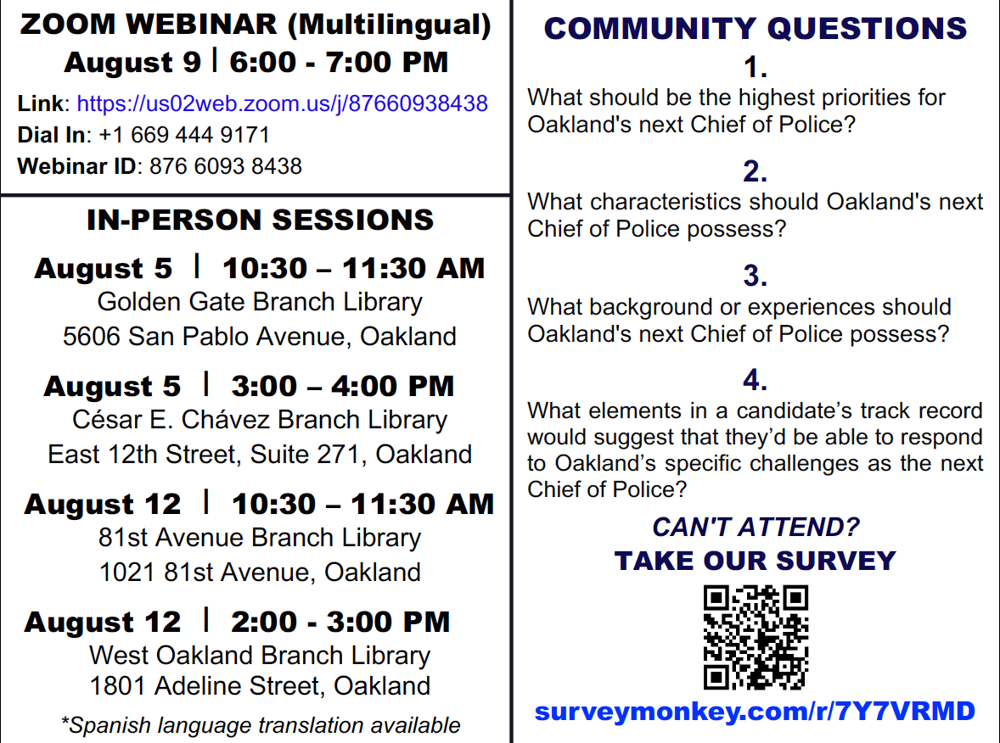 ZOOM WEBINAR (Multilingual)
August 9 | 6:00 - 7:00 PM
Link: https://us02web.zoom.us/j/87660938438
Dial In: +1 669 444 9171
Webinar ID: 876 6093 8438
IN-PERSON SESSIONS
August 5 | 10:30 – 11:30 AM
Golden Gate Branch Library
5606 San Pablo Avenue, Oakland
August 5 | 3:00 – 4:00 PM
César E. Chávez Branch Library
East 12th Street, Suite 271, Oakland
August 12 | 10:30 – 11:30 AM
81st Avenue Branch Library
1021 81st Avenue, Oakland
August 12 | 2:00 - 3:00 PM
West Oakland Branch Library
1801 Adeline Street, Oakland
*Spanish language translation available
COMMUNITY QUESTIONS
1.
What should be the highest priorities for
Oakland's next Chief of Police?
2.
What characteristics should Oakland's next
Chief of Police possess?
3.
What background or experiences should
Oakland's next Chief of Police possess?
4.
What elements in a candidate’s track record
would suggest that they’d be able to respond
to Oakland’s specific challenges as the next
Chief of Police?
CAN'T ATTEND?
TAKE OUR SURVEY
surveymonkey.com/r/7Y7VRMD